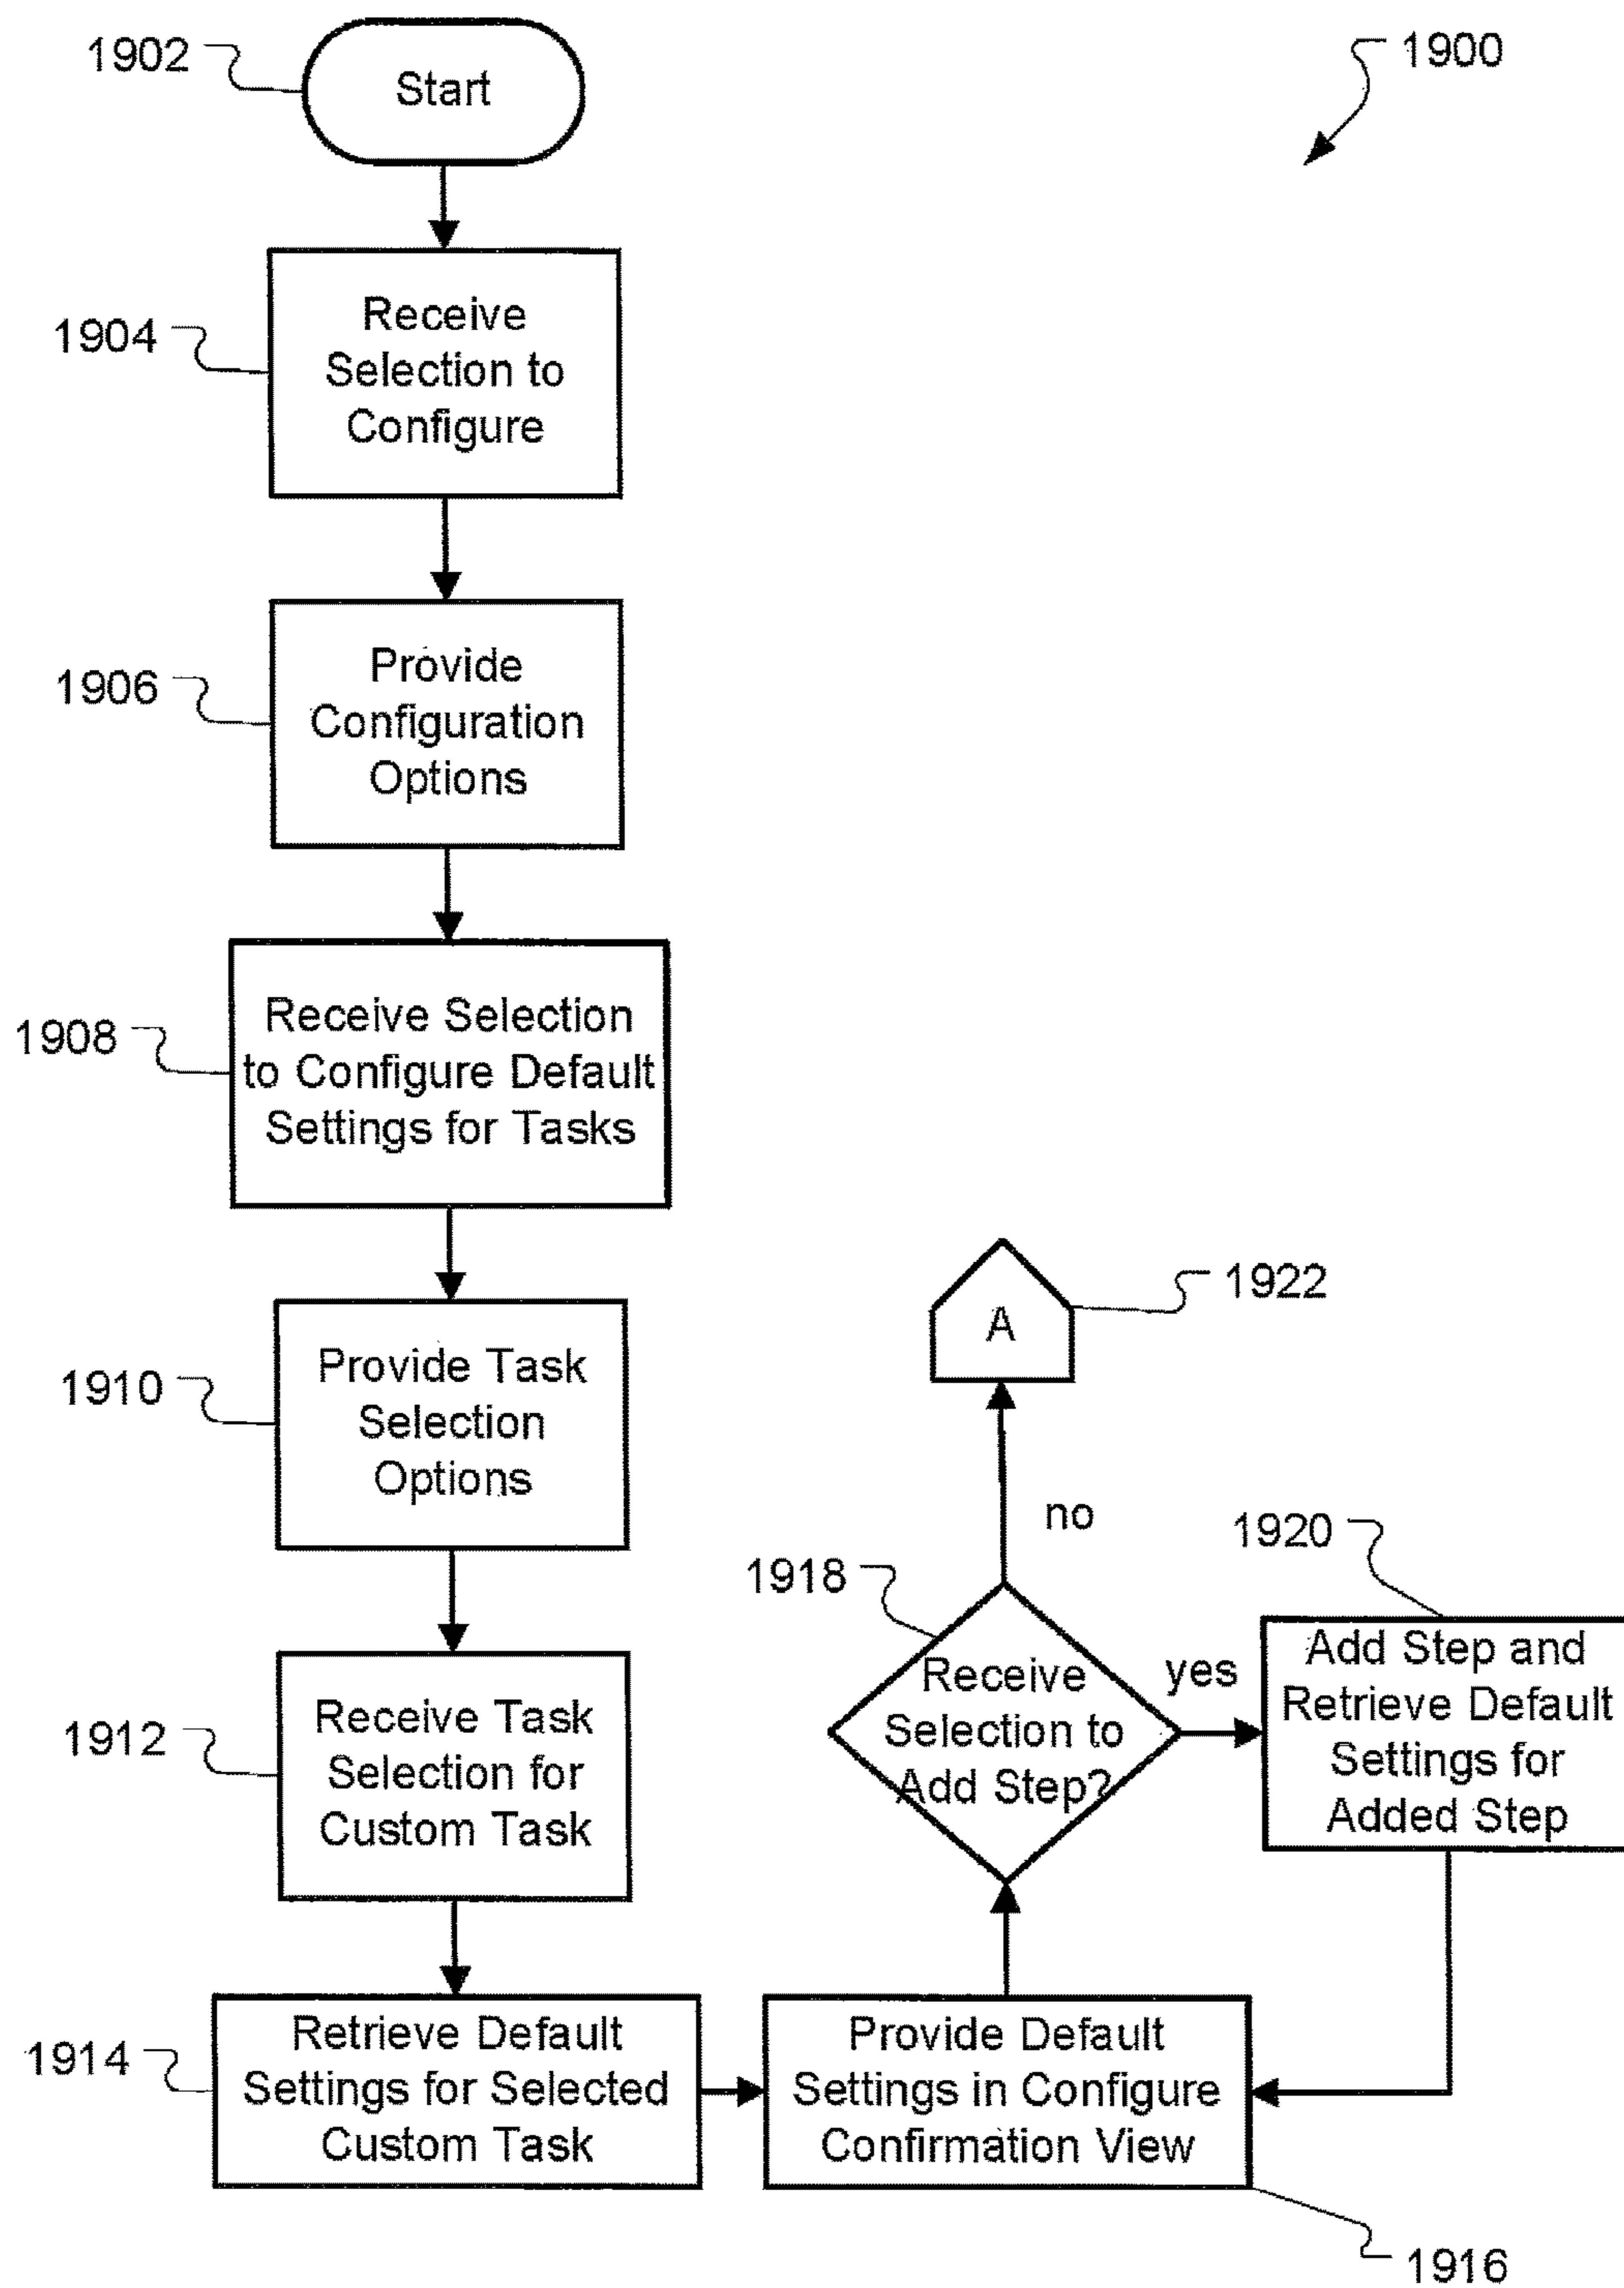 1902
Start
1900
1904
Receive
Selection to
Configure
1906
Provide
Configuration
Options
1908
Receive Selection
to Configure Default
Settings for Tasks
1910
Provide Task
Selection
Options
1912
Receive Task
Selection for
Custom Task
1914
Retrieve Default
Settings for Selected
Custom Task
Provide Default
Settings in Configure
Confirmation View
1916
1918
Receive
Selection to
Add Step?
yes
no
1920
Add Step and
Retrieve Default
Settings for
Added Step
A
1922